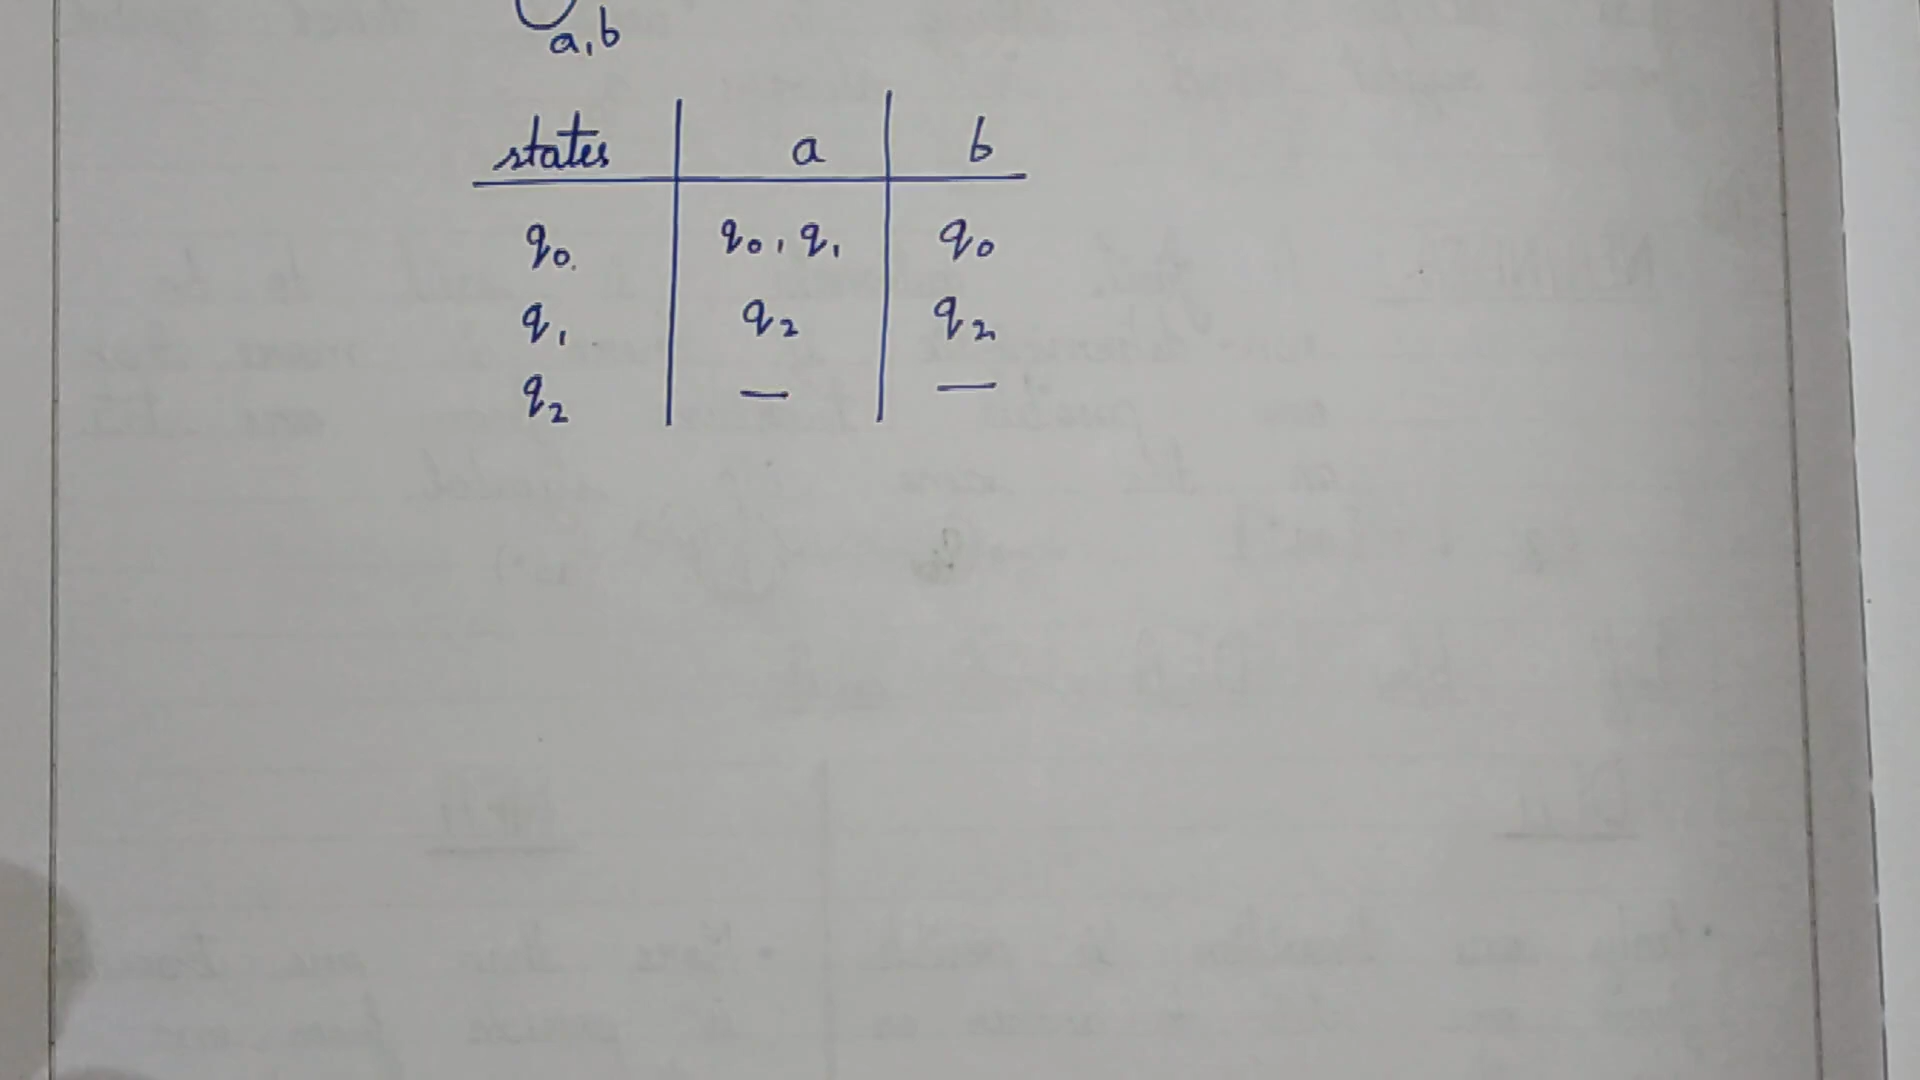 a,b
states a b
q0 q0, q1 q0
q1 q2 q2
q2 — —